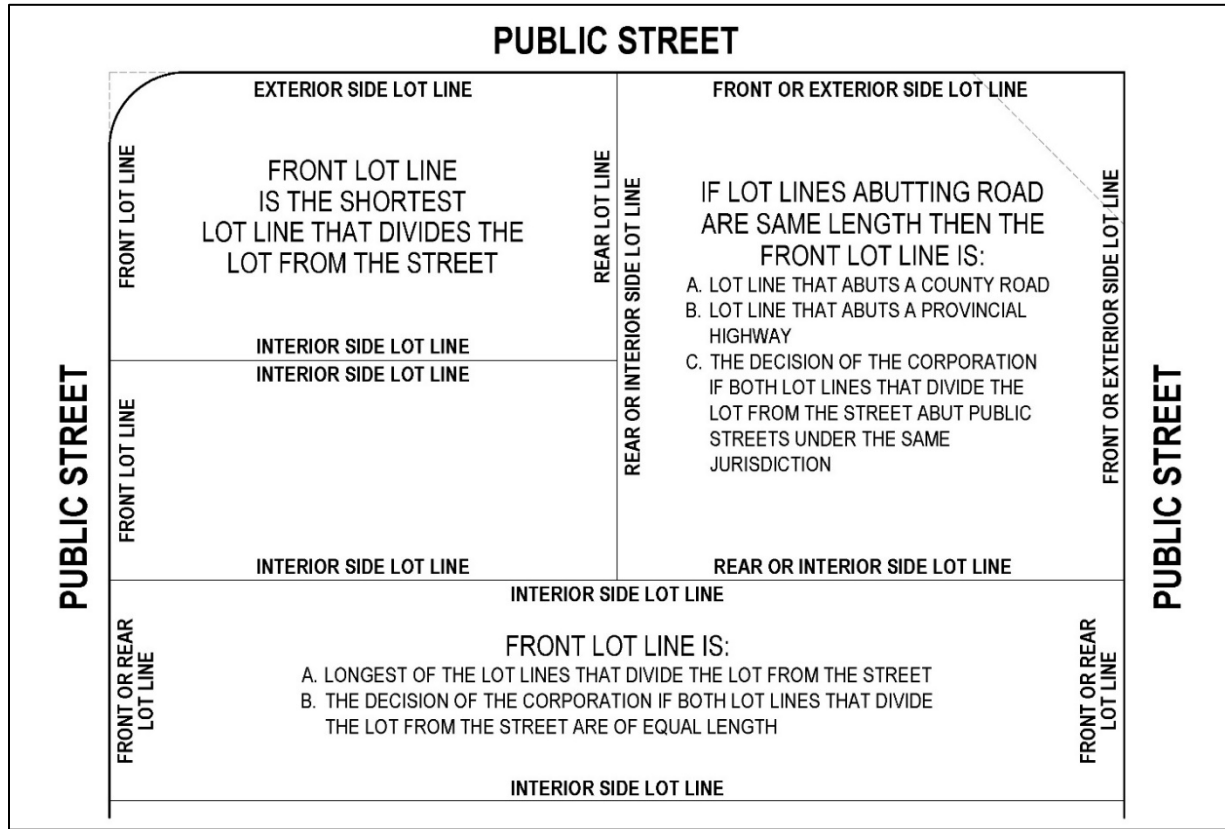 PUBLIC STREET
EXTERIOR SIDE LOT LINE
FRONT LOT LINE
FRONT LOT LINE
IS THE SHORTEST
LOT LINE THAT DIVIDES THE
LOT FROM THE STREET
REAR LOT LINE
INTERIOR SIDE LOT LINE
FRONT OR EXTERIOR SIDE LOT LINE
REAR OR INTERIOR SIDE LOT LINE
IF LOT LINES ABUTTING ROAD
ARE SAME LENGTH THEN THE
FRONT LOT LINE IS:
A. LOT LINE THAT ABUTS A COUNTY ROAD
B. LOT LINE THAT ABUTS A PROVINCIAL
HIGHWAY
C. THE DECISION OF THE CORPORATION
IF BOTH LOT LINES THAT DIVIDE THE
LOT FROM THE STREET ABUT PUBLIC
STREETS UNDER THE SAME
JURISDICTION
FRONT OR EXTERIOR SIDE LOT LINE
REAR OR INTERIOR SIDE LOT LINE
INTERIOR SIDE LOT LINE
FRONT LOT LINE
INTERIOR SIDE LOT LINE
PUBLIC STREET
PUBLIC STREET
INTERIOR SIDE LOT LINE
FRONT OR REAR
LOT LINE
FRONT LOT LINE IS:
A. LONGEST OF THE LOT LINES THAT DIVIDE THE LOT FROM THE STREET
B. THE DECISION OF THE CORPORATION IF BOTH LOT LINES THAT DIVIDE
THE LOT FROM THE STREET ARE OF EQUAL LENGTH
FRONT OR REAR
LOT LINE
INTERIOR SIDE LOT LINE